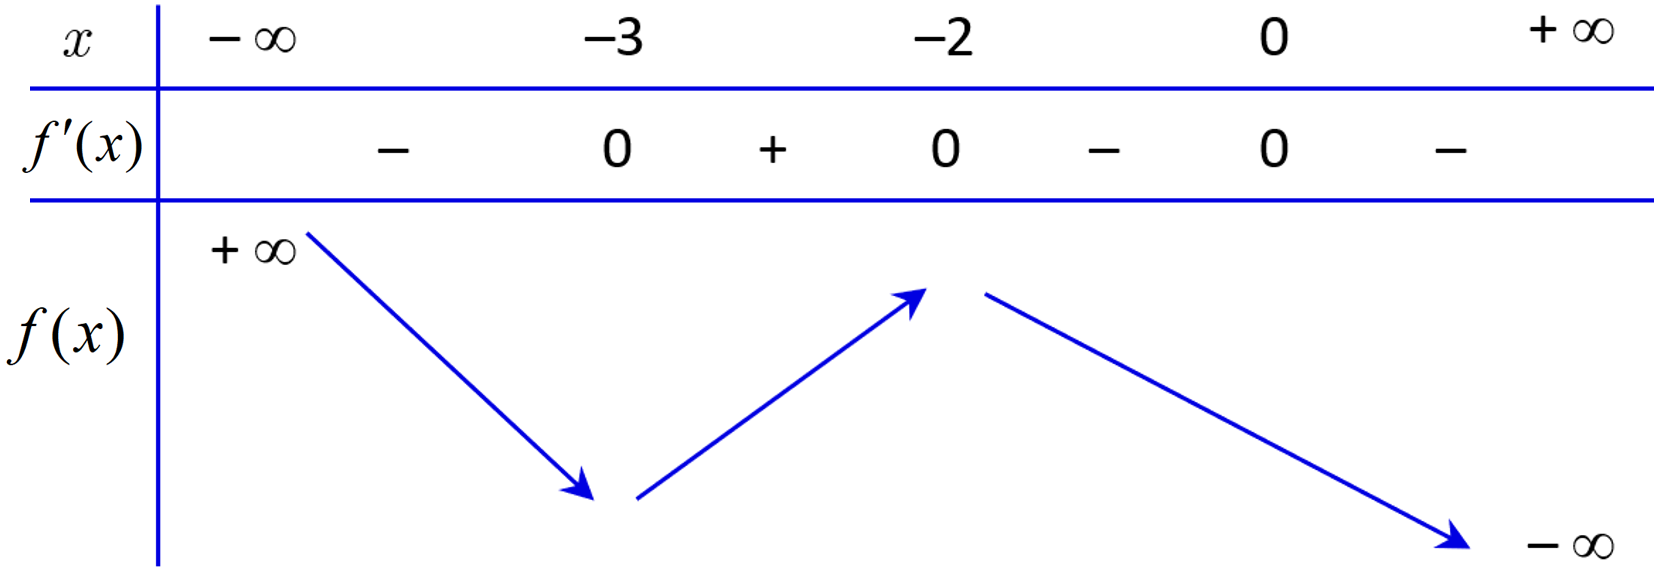 x − ∞ −3 −2 0 + ∞
f′(x) − 0 + 0 − 0 −
+ ∞
f(x)
− ∞